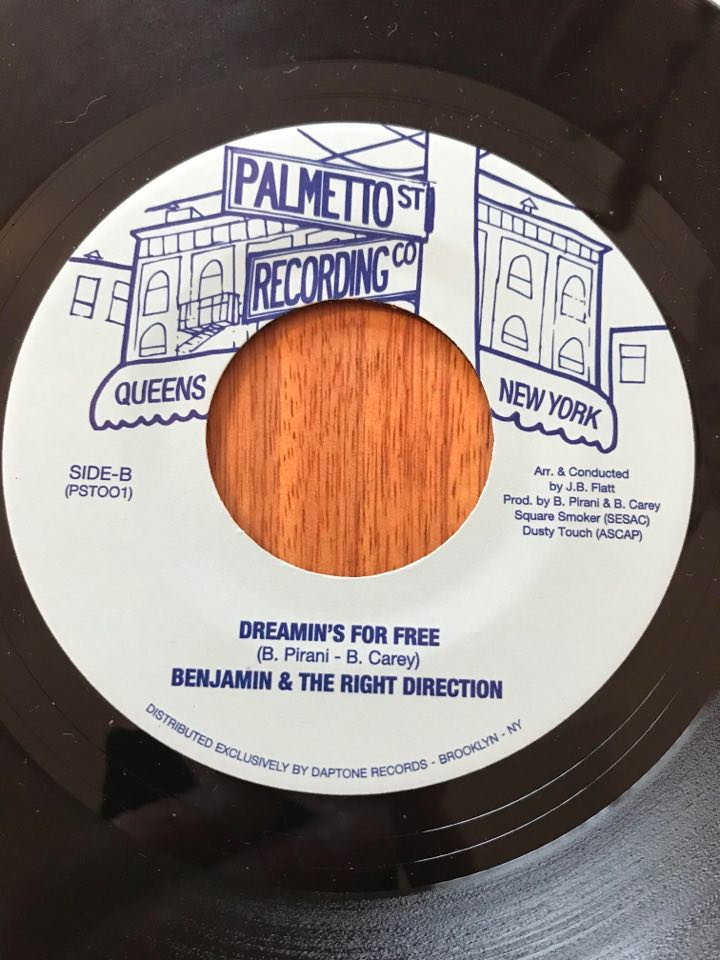 PALMETTO ST
RECORDING CO
QUEENS
NEW YORK
SIDE-B
(PST001)
Arr. & Conducted
by J.B. Flatt
Prod. by B. Pirani & B. Carey
Square Smoker (SESAC)
Dusty Touch (ASCAP)
DREAMIN'S FOR FREE
(B. Pirani - B. Carey)
BENJAMIN & THE RIGHT DIRECTION
DISTRIBUTED EXCLUSIVELY BY DAPTONE RECORDS - BROOKLYN - NY